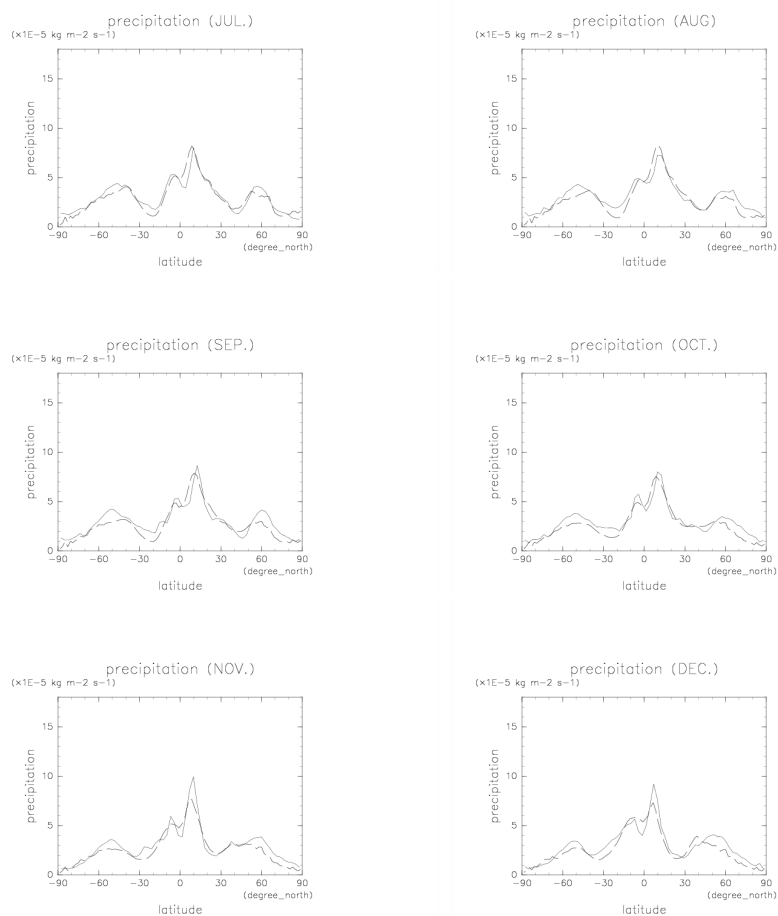 precipitation (JUL.)
(×1E−5 kg m−2 s−1)
15
10
5
0
precipitation
−90 −60 −30 0 30 60 90
(degree_north)
latitude
precipitation (AUG)
(×1E−5 kg m−2 s−1)
15
10
5
0
precipitation
−90 −60 −30 0 30 60 90
(degree_north)
latitude
precipitation (SEP.)
(×1E−5 kg m−2 s−1)
15
10
5
0
precipitation
−90 −60 −30 0 30 60 90
(degree_north)
latitude
precipitation (OCT.)
(×1E−5 kg m−2 s−1)
15
10
5
0
precipitation
−90 −60 −30 0 30 60 90
(degree_north)
latitude
precipitation (NOV.)
(×1E−5 kg m−2 s−1)
15
10
5
0
precipitation
−90 −60 −30 0 30 60 90
(degree_north)
latitude
precipitation (DEC.)
(×1E−5 kg m−2 s−1)
15
10
5
0
precipitation
−90 −60 −30 0 30 60 90
(degree_north)
latitude